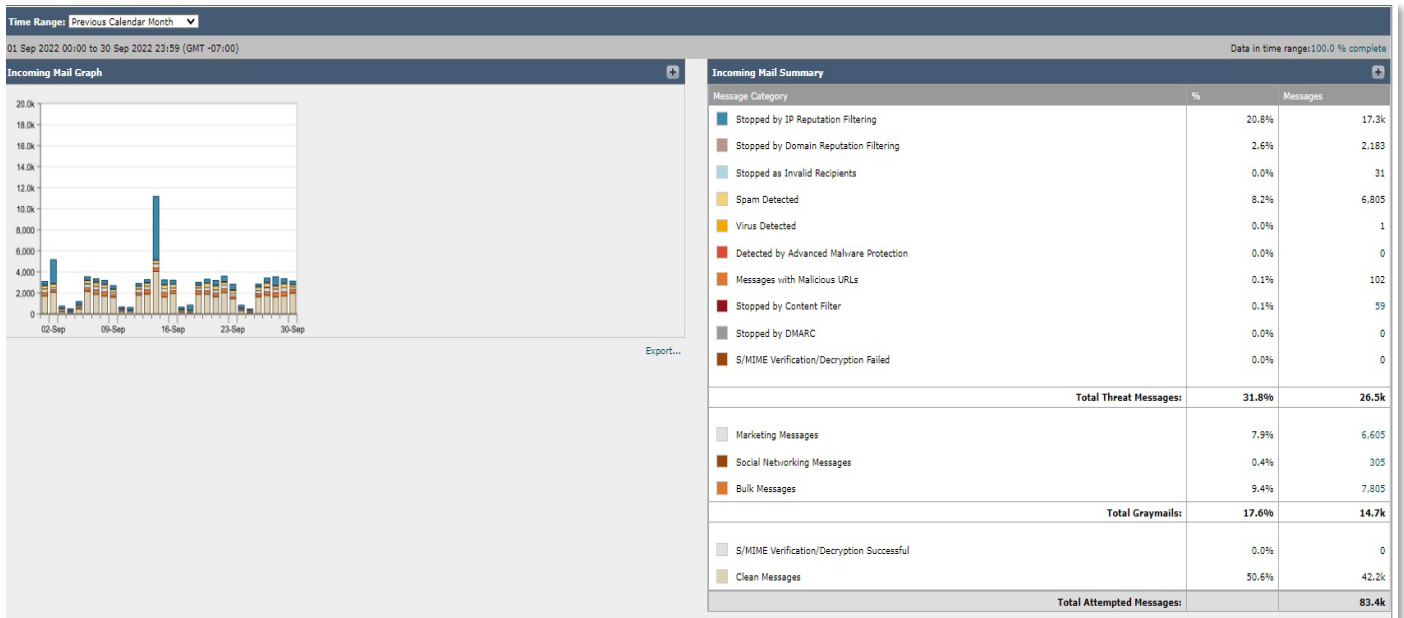 Time Range: Previous Calendar Month
01 Sep 2022 00:00 to 30 Sep 2022 23:59 (GMT -07:00) Data in time range:100.0 % complete
Incoming Mail Graph
20.0k
18.0k
16.0k
14.0k
12.0k
10.0k
8,000
6,000
4,000
2,000
0
02-Sep 09-Sep 16-Sep 23-Sep 30-Sep
Export...
Incoming Mail Summary
Message Category % Messages
Stopped by IP Reputation Filtering 20.8% 17.3k
Stopped by Domain Reputation Filtering 2.6% 2,183
Stopped as Invalid Recipients 0.0% 31
Spam Detected 8.2% 6,805
Virus Detected 0.0% 1
Detected by Advanced Malware Protection 0.0% 0
Messages with Malicious URLs 0.1% 102
Stopped by Content Filter 0.1% 59
Stopped by DMARC 0.0% 0
S/MIME Verification/Decryption Failed 0.0% 0
Total Threat Messages: 31.8% 26.5k
Marketing Messages 7.9% 6,605
Social Networking Messages 0.4% 305
Bulk Messages 9.4% 7,805
Total Graymails: 17.6% 14.7k
S/MIME Verification/Decryption Successful 0.0% 0
Clean Messages 50.6% 42.2k
Total Attempted Messages: 83.4k